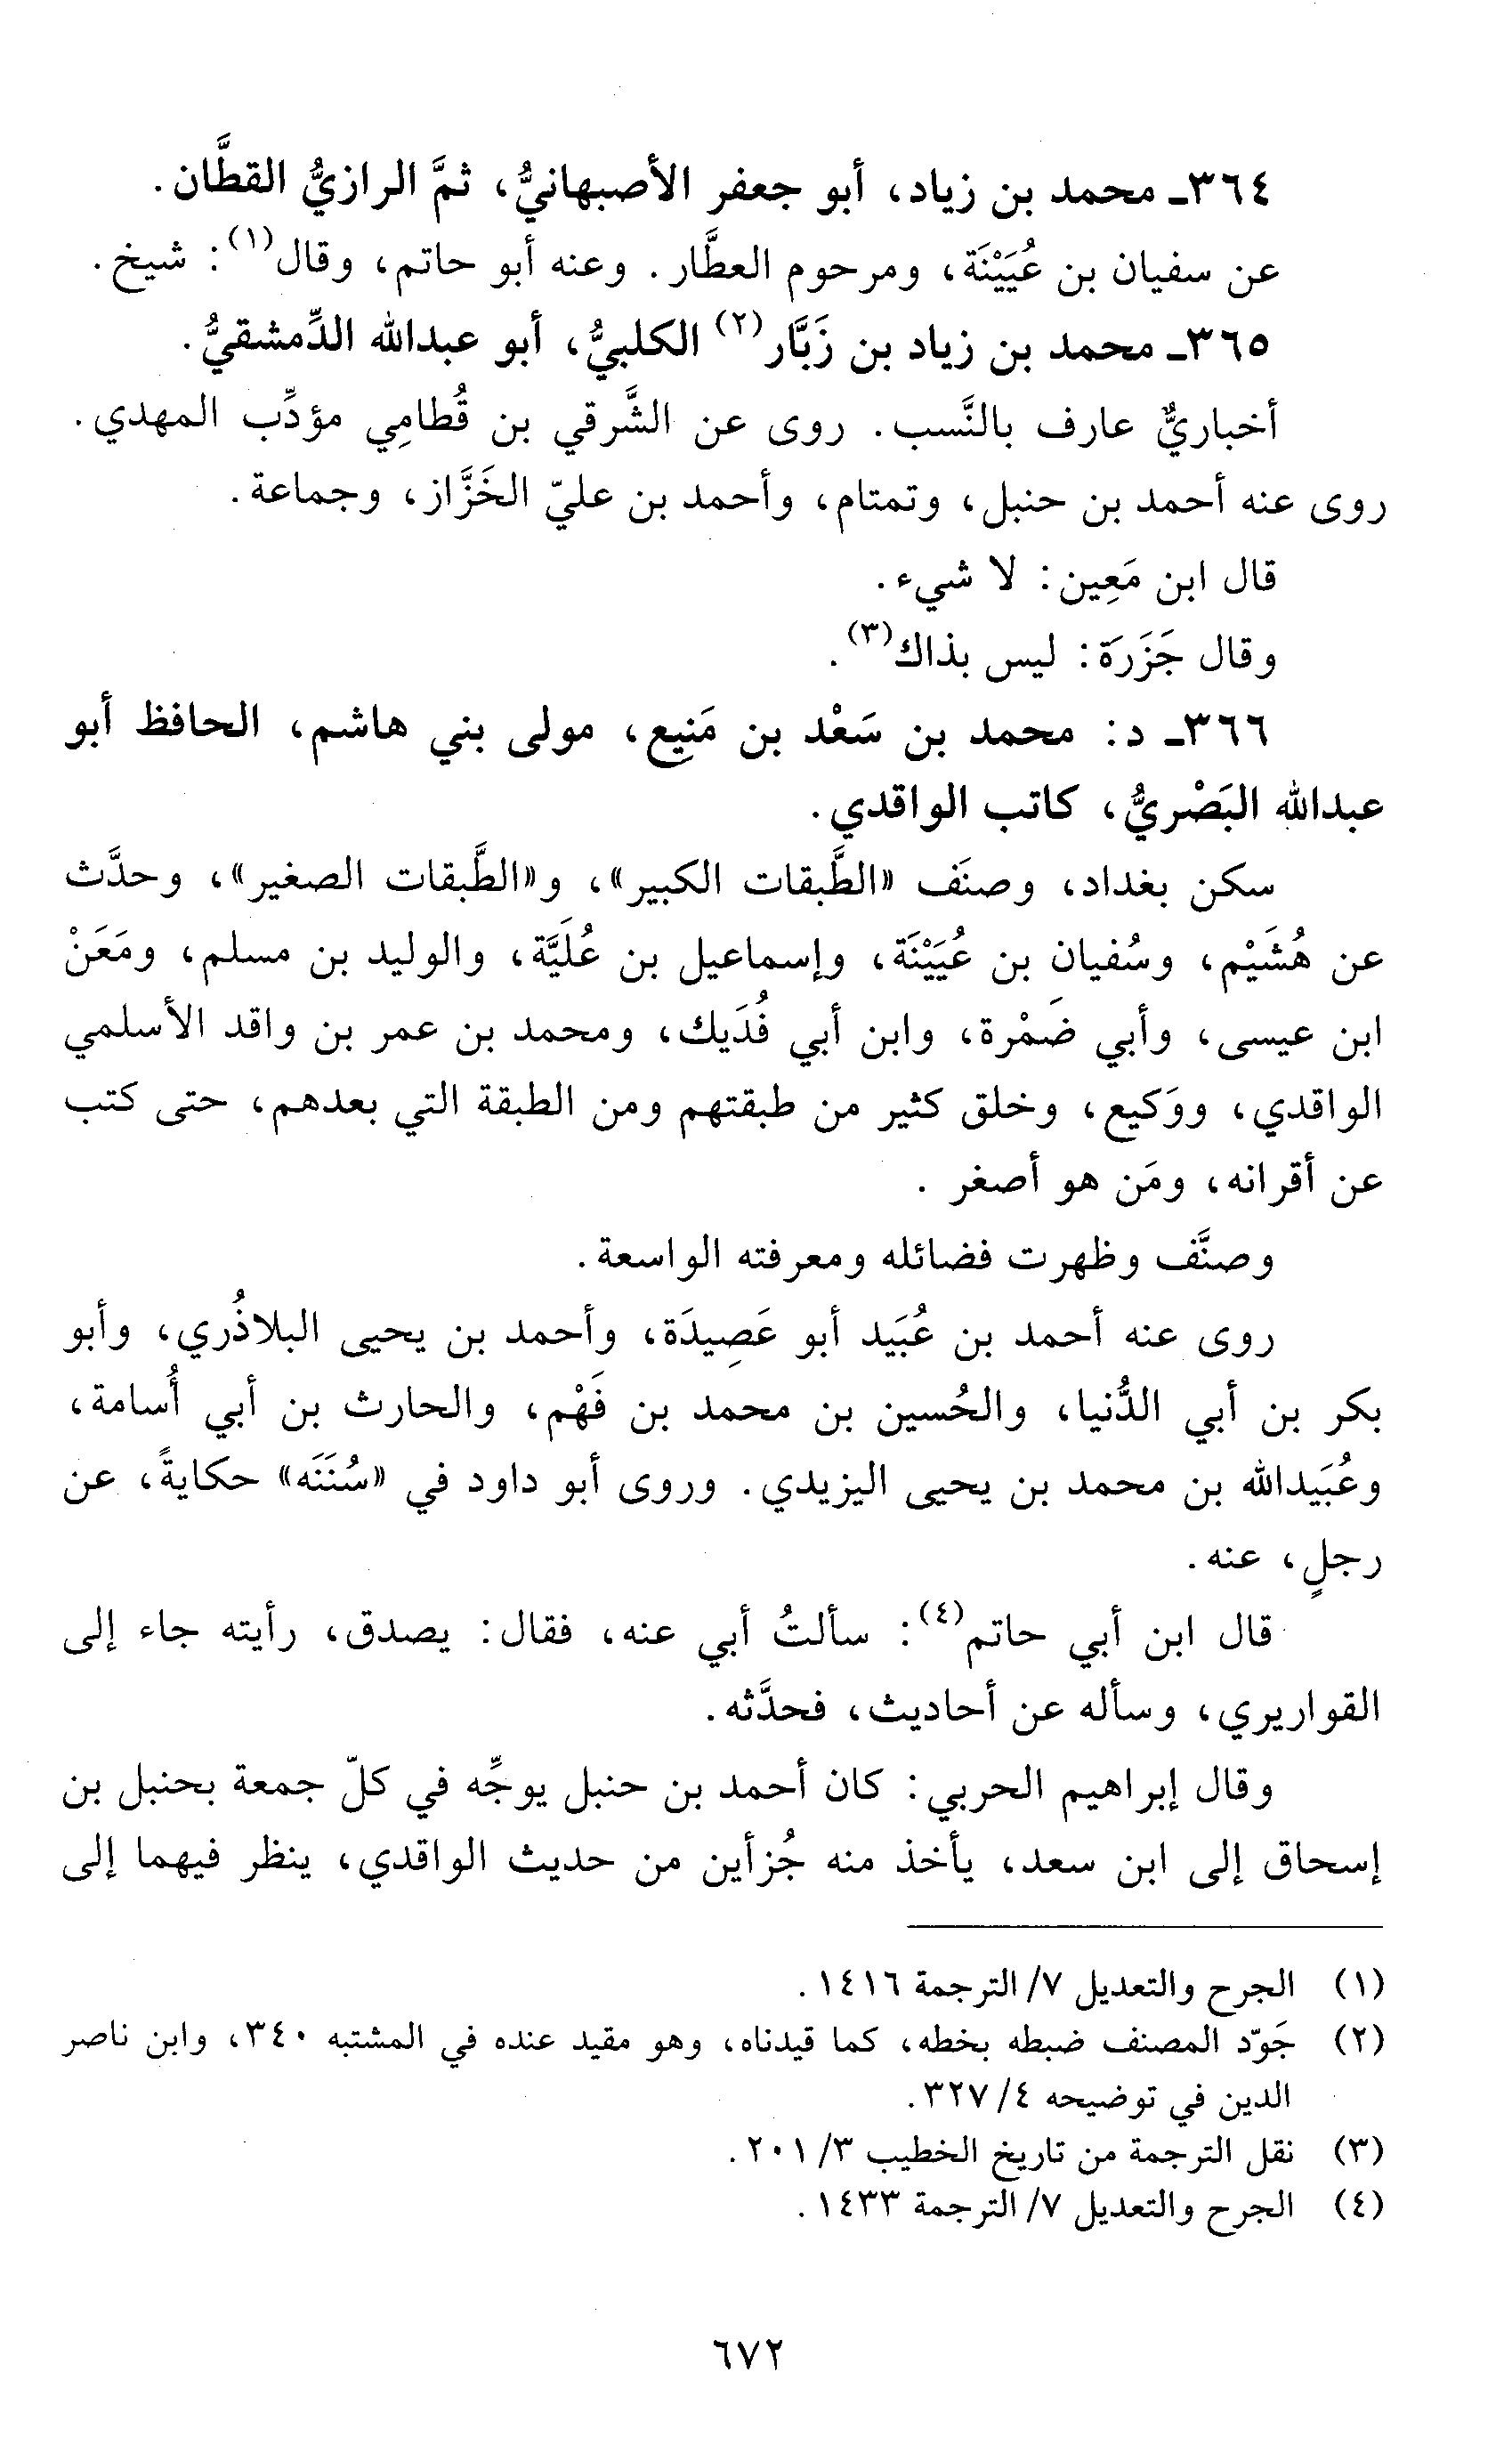 ٣٦٤ـ محمد بن زياد، أبو جعفر الأصبهانيُّ، ثمَّ الرازيُّ القطَّان.
عن سفيان بن عُيَيْنَة، ومرحوم العطَّار. وعنه أبو حاتم، وقال(١): شيخ.
٣٦٥ـ محمد بن زياد بن زَبَّار(٢) الكلبيُّ، أبو عبدالله الدِّمشقيُّ.
أخباريٌّ عارف بالنَّسب. روى عن الشَّرقي بن قُطامِي مؤدِّب المهدي.
روى عنه أحمد بن حنبل، وتمتام، وأحمد بن عليّ الخَزَّاز، وجماعة.
قال ابن مَعِين: لا شيء.
وقال جَزَرَة: ليس بذاك(٣).
٣٦٦ـ د: محمد بن سَعْد بن مَنِيع، مولى بني هاشم، الحافظ أبو
عبدالله البَصْريُّ، كاتب الواقدي.
سكن بغداد، وصنَف «الطَّبقات الكبير»، و«الطَّبقات الصغير»، وحدَّث
عن هُشَيْم، وسُفيان بن عُيَيْنَة، وإسماعيل بن عُلَيَّة، والوليد بن مسلم، ومَعَنْ
ابن عيسى، وأبي ضَمْرة، وابن أبي فُدَيك، ومحمد بن عمر بن واقد الأسلمي
الواقدي، ووَكيع، وخلق كثير من طبقتهم ومن الطبقة التي بعدهم، حتى كتب
عن أقرانه، ومَن هو أصغر .
وصنَّف وظهرت فضائله ومعرفته الواسعة.
روى عنه أحمد بن عُبَيد أبو عَصِيدَة، وأحمد بن يحيى البلاذُري، وأبو
بكر بن أبي الدُّنيا، والحُسين بن محمد بن فَهْم، والحارث بن أبي أُسامة،
وعُبَيدالله بن محمد بن يحيى اليزيدي. وروى أبو داود في «سُنَنَه» حكايةً، عن
رجلٍ، عنه.
قال ابن أبي حاتم(٤): سألتُ أبي عنه، فقال: يصدق، رأيته جاء إلى
القواريري، وسأله عن أحاديث، فحدَّثه.
وقال إبراهيم الحربي: كان أحمد بن حنبل يوجِّه في كلّ جمعة بحنبل بن
إسحاق إلى ابن سعد، يأخذ منه جُزأين من حديث الواقدي، ينظر فيهما إلى
(١) الجرح والتعديل ٧/ الترجمة ١٤١٦.
(٢) جَوّد المصنف ضبطه بخطه، كما قيدناه، وهو مقيد عنده في المشتبه ٣٤٠، وابن ناصر
الدين في توضيحه ٤/ ٣٢٧.
(٣) نقل الترجمة من تاريخ الخطيب ٣/ ٢٠١.
(٤) الجرح والتعديل ٧/ الترجمة ١٤٣٣.
٦٧٢